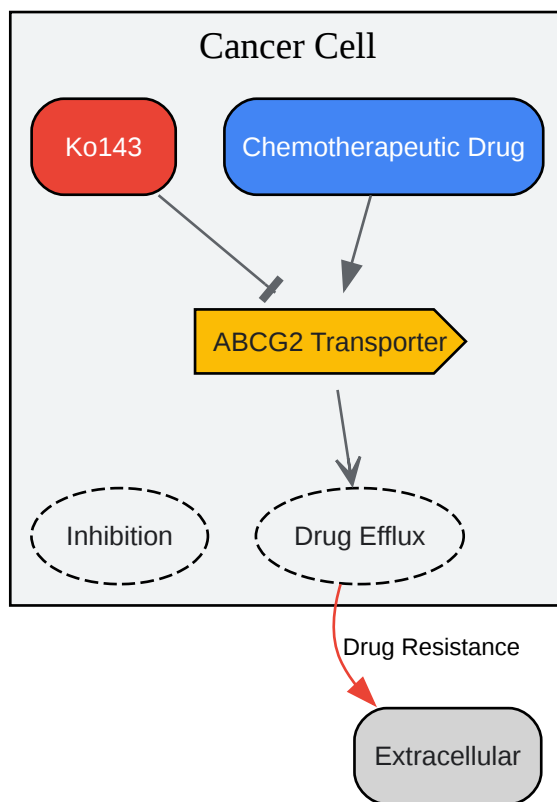 Cancer Cell
Ko143
Chemotherapeutic Drug
ABCG2 Transporter
Inhibition
Drug Efflux
Drug Resistance
Extracellular